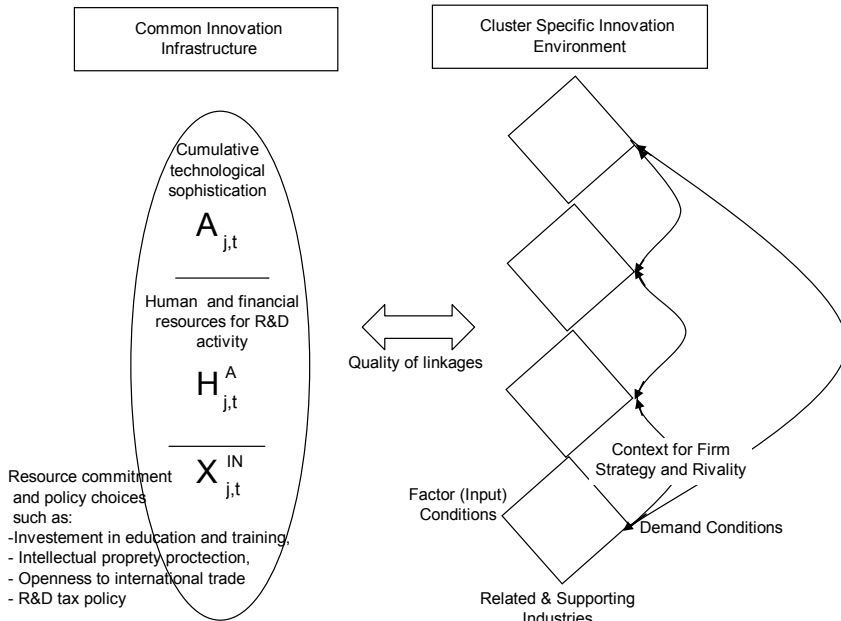 Common Innovation
Infrastructure
Cluster Specific Innovation
Environment
Cumulative
technological
sophistication
A j,t
Human and financial
resources for R&D
activity
H A j,t
X IN j,t
Resource commitment
and policy choices
such as:
-Investement in education and training,
- Intellectual proprety proctection,
- Openness to international trade
- R&D tax policy
Quality of linkages
Context for Firm
Strategy and Rivality
Factor (Input)
Conditions
Demand Conditions
Related & Supporting
Industries